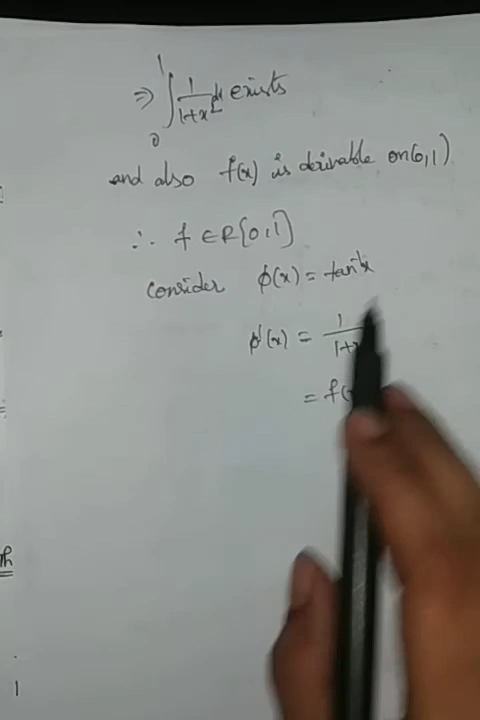 ⇒ ∫₀¹ 1/(1+x²) dx exists
and also f(x) is derivable on (0,1)
∴ f ∈ R[0,1]
consider φ(x) = tan⁻¹x
φ'(x) = 1/(1+x
= f(x